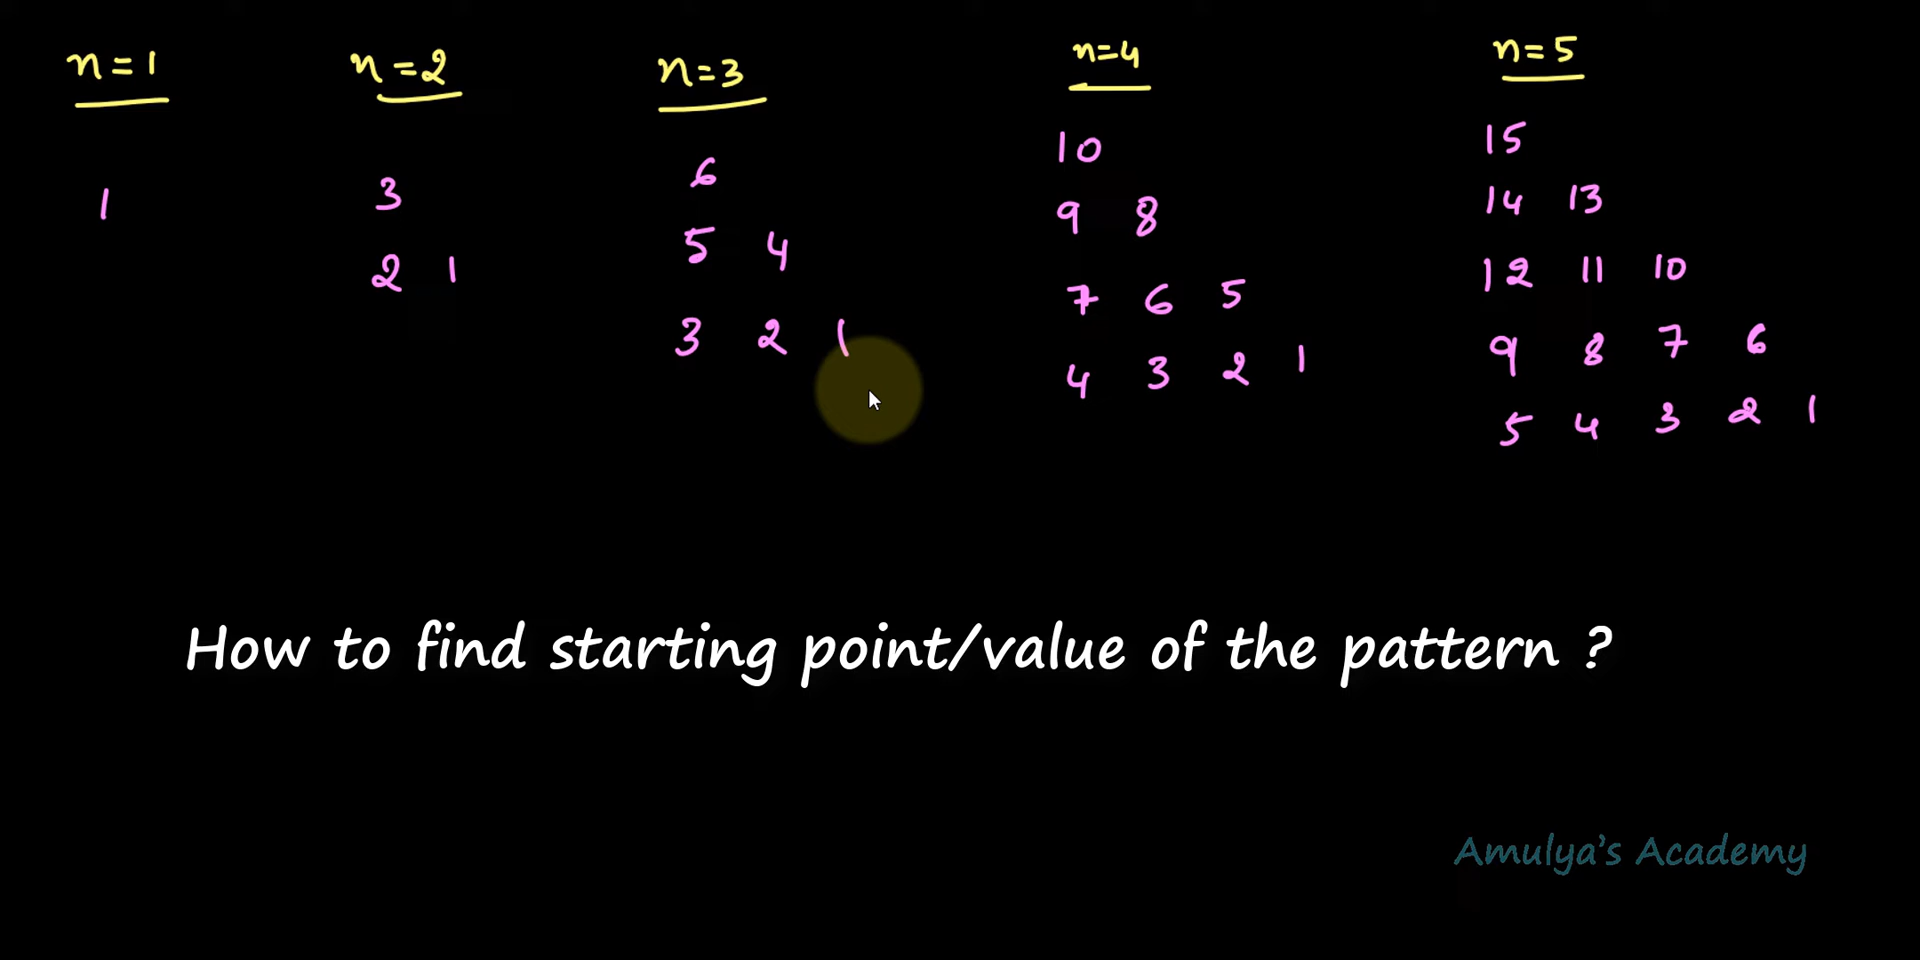 n=1
1
n=2
3
2 1
n=3
6
5 4
3 2 1
n=4
10
9 8
7 6 5
4 3 2 1
n=5
15
14 13
12 11 10
9 8 7 6
5 4 3 2 1
How to find starting point/value of the pattern ?
Amulya's Academy